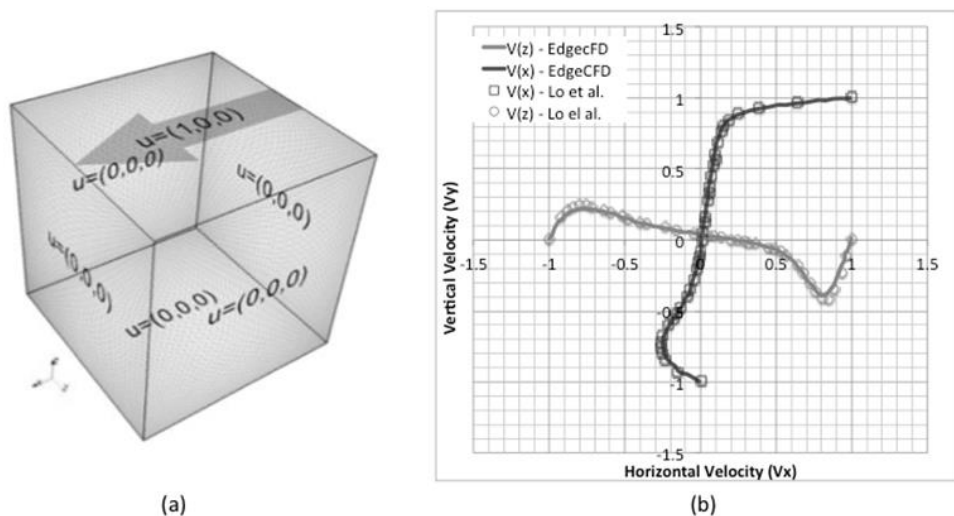 u=(1,0,0)
u=(0,0,0)
u=(0,0,0)
u=(0,0,0)
u=(0,0,0)
u=(0,0,0)
(a)
1.5
V(z) - EdgecFD
V(x) - EdgeCFD
V(x) - Lo et al.
V(z) - Lo el al.
1
0.5
0
-1.5
-1
-0.5
0
0.5
1
1.5
-0.5
-1
-1.5
Vertical Velocity (Vy)
Horizontal Velocity (Vx)
(b)